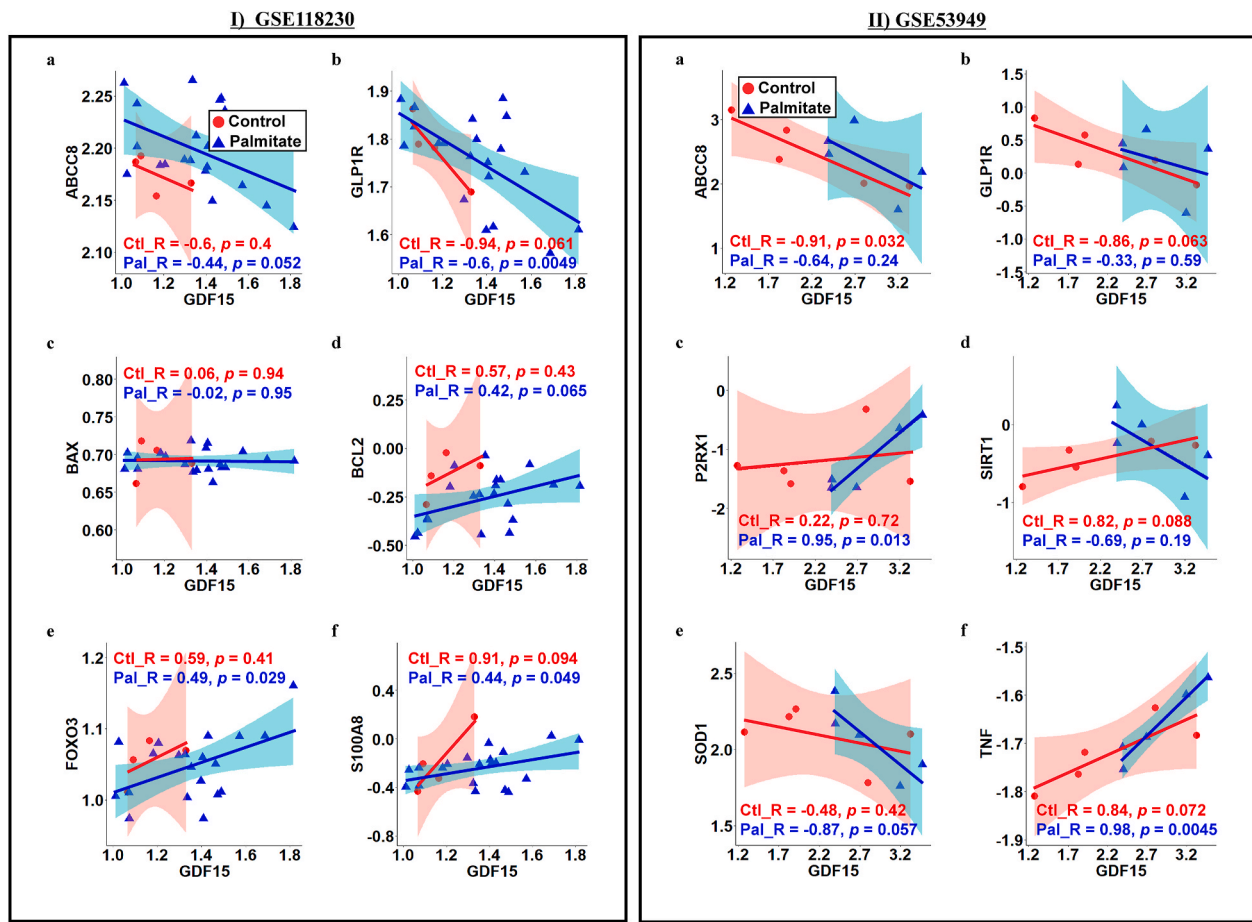 I) GSE118230
II) GSE53949
a
ABCC8
2.25
2.20
2.15
2.10
Control
Palmitate
Ctl_R = -0.6, p = 0.4
Pal_R = -0.44, p = 0.052
1.0 1.2 1.4 1.6 1.8
GDF15
b
GLP1R
1.9
1.8
1.7
1.6
Ctl_R = -0.94, p = 0.061
Pal_R = -0.6, p = 0.0049
1.0 1.2 1.4 1.6 1.8
GDF15
c
BAX
0.80
0.75
0.70
0.65
0.60
Ctl_R = 0.06, p = 0.94
Pal_R = -0.02, p = 0.95
1.0 1.2 1.4 1.6 1.8
GDF15
d
BCL2
0.25
0.00
-0.25
-0.50
Ctl_R = 0.57, p = 0.43
Pal_R = 0.42, p = 0.065
1.0 1.2 1.4 1.6 1.8
GDF15
e
FOXO3
1.2
1.1
1.0
Ctl_R = 0.59, p = 0.41
Pal_R = 0.49, p = 0.029
1.0 1.2 1.4 1.6 1.8
GDF15
f
S100A8
0.4
0.0
-0.4
-0.8
Ctl_R = 0.91, p = 0.094
Pal_R = 0.44, p = 0.049
1.0 1.2 1.4 1.6 1.8
GDF15
a
ABCC8
3
2
1
Control
Palmitate
Ctl_R = -0.91, p = 0.032
Pal_R = -0.64, p = 0.24
1.2 1.7 2.2 2.7 3.2
GDF15
b
GLP1R
1.5
1.0
0.5
0.0
-0.5
-1.0
-1.5
Ctl_R = -0.86, p = 0.063
Pal_R = -0.33, p = 0.59
1.2 1.7 2.2 2.7 3.2
GDF15
c
P2RX1
0
-1
-2
Ctl_R = 0.22, p = 0.72
Pal_R = 0.95, p = 0.013
1.2 1.7 2.2 2.7 3.2
GDF15
d
SIRT1
1
0
-1
Ctl_R = 0.82, p = 0.088
Pal_R = -0.69, p = 0.19
1.2 1.7 2.2 2.7 3.2
GDF15
e
SOD1
2.5
2.0
1.5
Ctl_R = -0.48, p = 0.42
Pal_R = -0.87, p = 0.057
1.2 1.7 2.2 2.7 3.2
GDF15
f
TNF
-1.5
-1.6
-1.7
-1.8
-1.9
Ctl_R = 0.84, p = 0.072
Pal_R = 0.98, p = 0.0045
1.2 1.7 2.2 2.7 3.2
GDF15